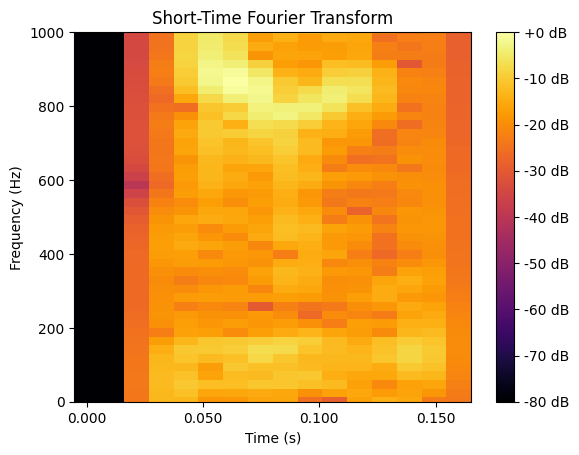 Short-Time Fourier Transform
Frequency (Hz)
1000
800
600
400
200
0
0.000
0.050
0.100
0.150
Time (s)
+0 dB
-10 dB
-20 dB
-30 dB
-40 dB
-50 dB
-60 dB
-70 dB
-80 dB